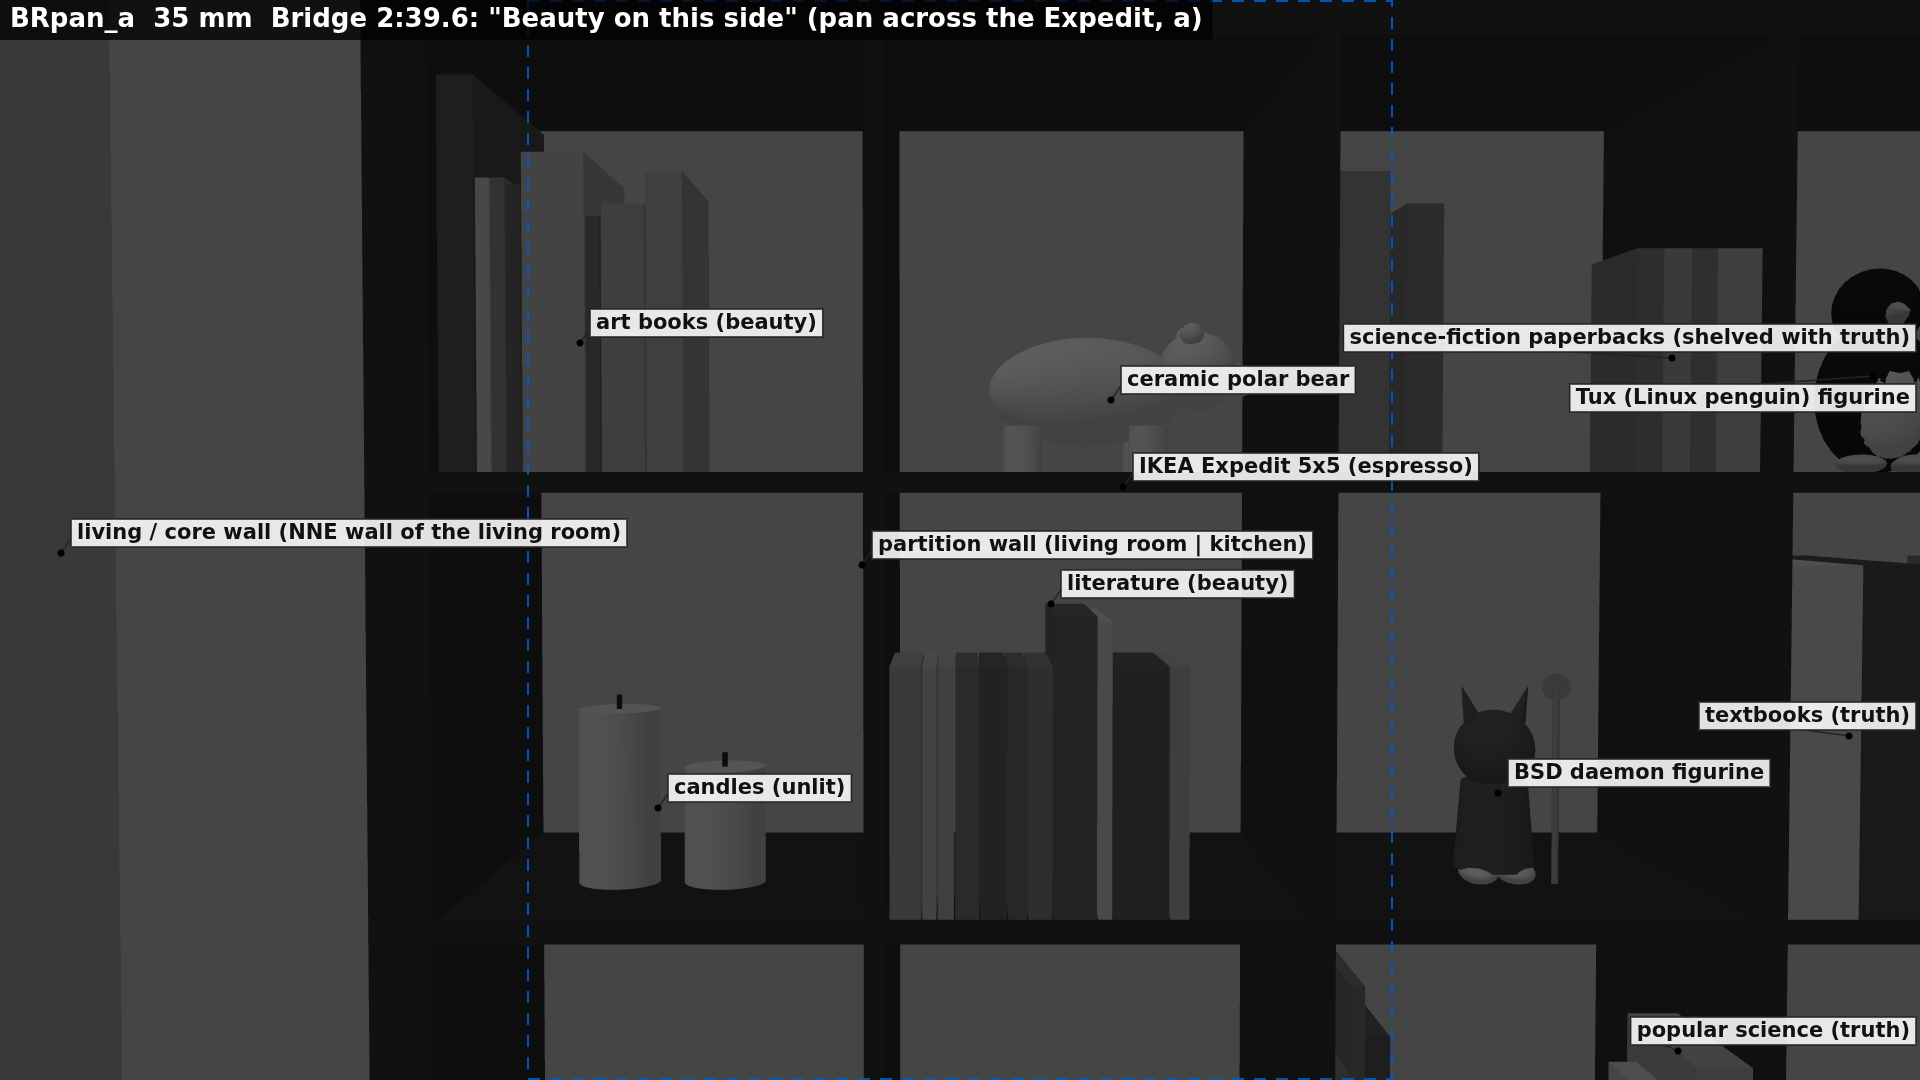 BRpan_a 35 mm Bridge 2:39.6: "Beauty on this side" (pan across the Expedit, a)
art books (beauty)
science-fiction paperbacks (shelved with truth)
ceramic polar bear
Tux (Linux penguin) figurine
IKEA Expedit 5x5 (espresso)
living / core wall (NNE wall of the living room)
partition wall (living room | kitchen)
literature (beauty)
textbooks (truth)
BSD daemon figurine
candles (unlit)
popular science (truth)